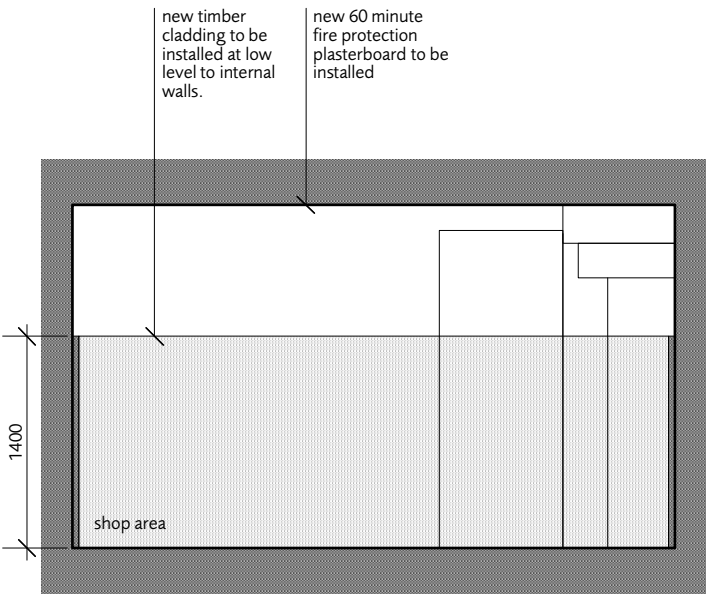 new timber
cladding to be
installed at low
level to internal
walls.
new 60 minute
fire protection
plasterboard to be
installed
1400
shop area